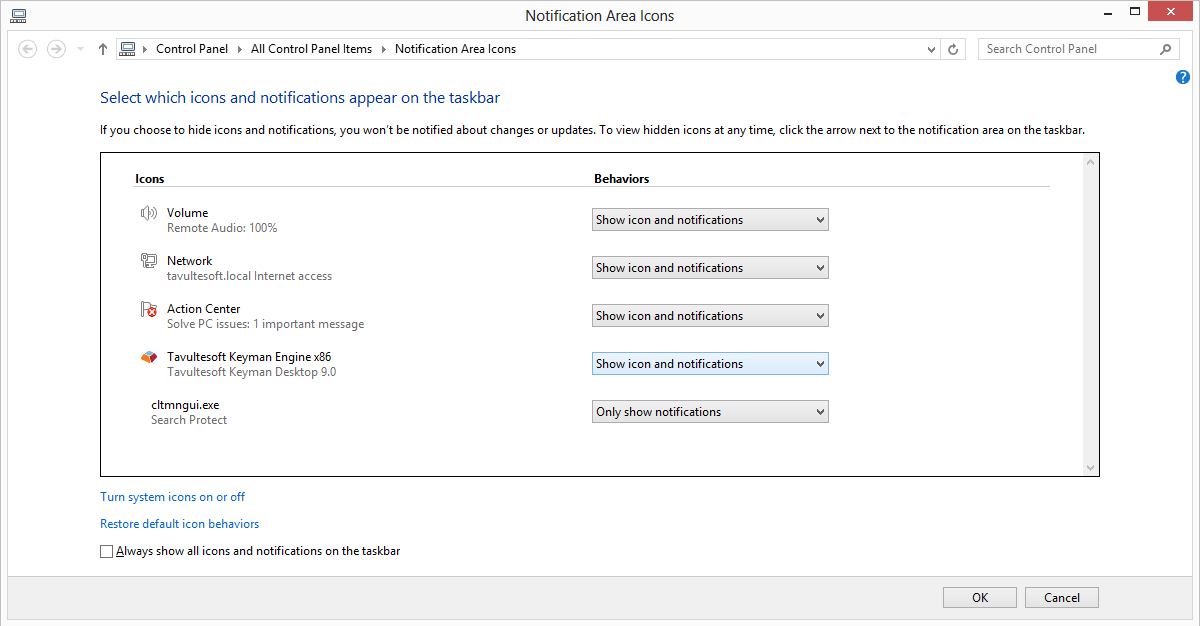 Notification Area Icons
Control Panel All Control Panel Items Notification Area Icons
Search Control Panel
?
Select which icons and notifications appear on the taskbar
If you choose to hide icons and notifications, you won't be notified about changes or updates. To view hidden icons at any time, click the arrow next to the notification area on the taskbar.
Icons Behaviors
Volume
Remote Audio: 100%
Show icon and notifications
Network
tavultesoft.local Internet access
Show icon and notifications
Action Center
Solve PC issues: 1 important message
Show icon and notifications
Tavultesoft Keyman Engine x86
Tavultesoft Keyman Desktop 9.0
Show icon and notifications
cltmngui.exe
Search Protect
Only show notifications
Turn system icons on or off
Restore default icon behaviors
Always show all icons and notifications on the taskbar
OK Cancel